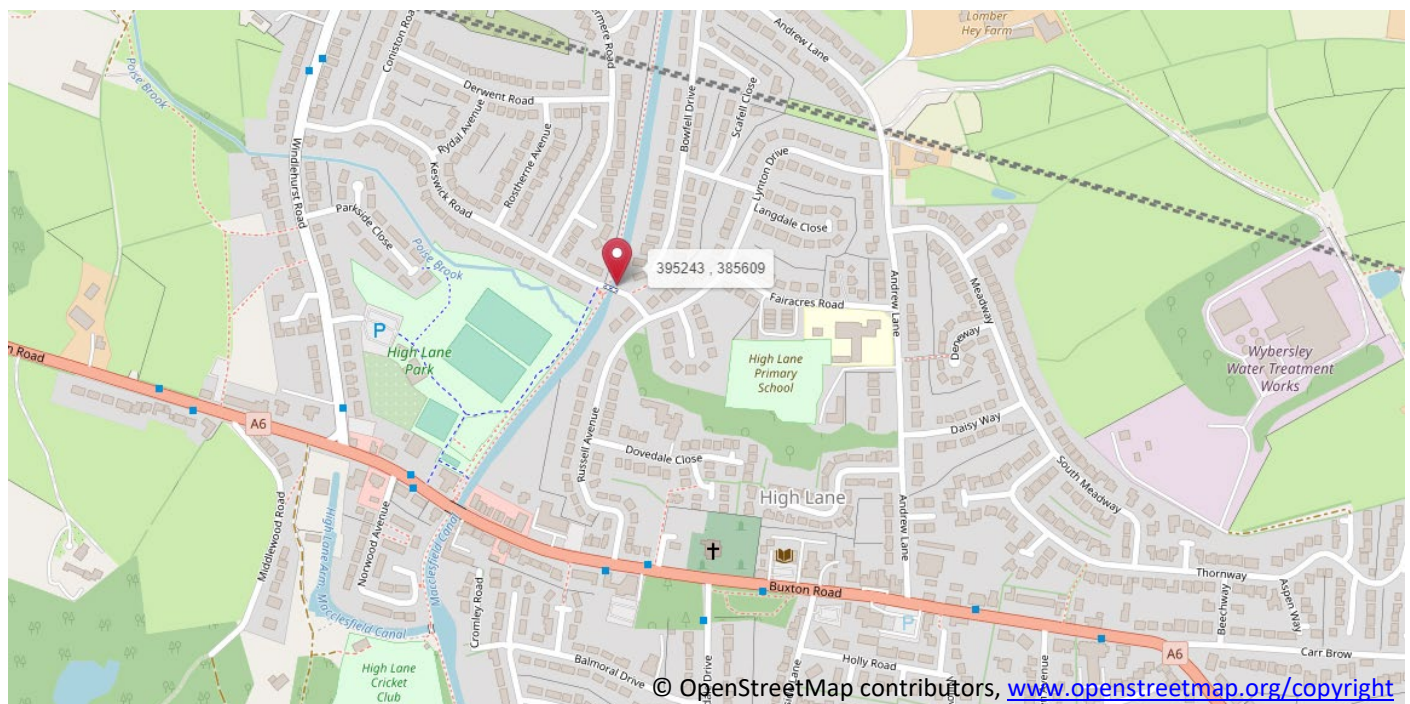 Coniston Road
ermere Road
Andrew Lane
Lomber
Hey Farm
Poise Brook
Derwent Road
Rydal Avenue
Bowfell Drive
Scafell Close
Windlehurst Road
Keswick Road
Rostherne Avenue
Lynton Drive
Parkside Close
Langdale Close
Poise Brook
395243 , 385609
Andrew Lane
Meadway
Fairacres Road
P
n Road
High Lane
Park
High Lane
Primary
School
Deneway
Wybersley
Water Treatment
Works
A6
Russell Avenue
Daisy Way
Dovedale Close
High Lane
South Meadway
Middlewood Road
High Lane Arm, Macclesfield Canal
Norwood Avenue
Macclesfield Canal
Andrew Lane
Thornway
Buxton Road
Cromley Road
P
Beechway
Aspen Way
A6
Carr Brow
High Lane
Cricket
Club
Balmoral Drive
Holly Road
© OpenStreetMap contributors, www.openstreetmap.org/copyright